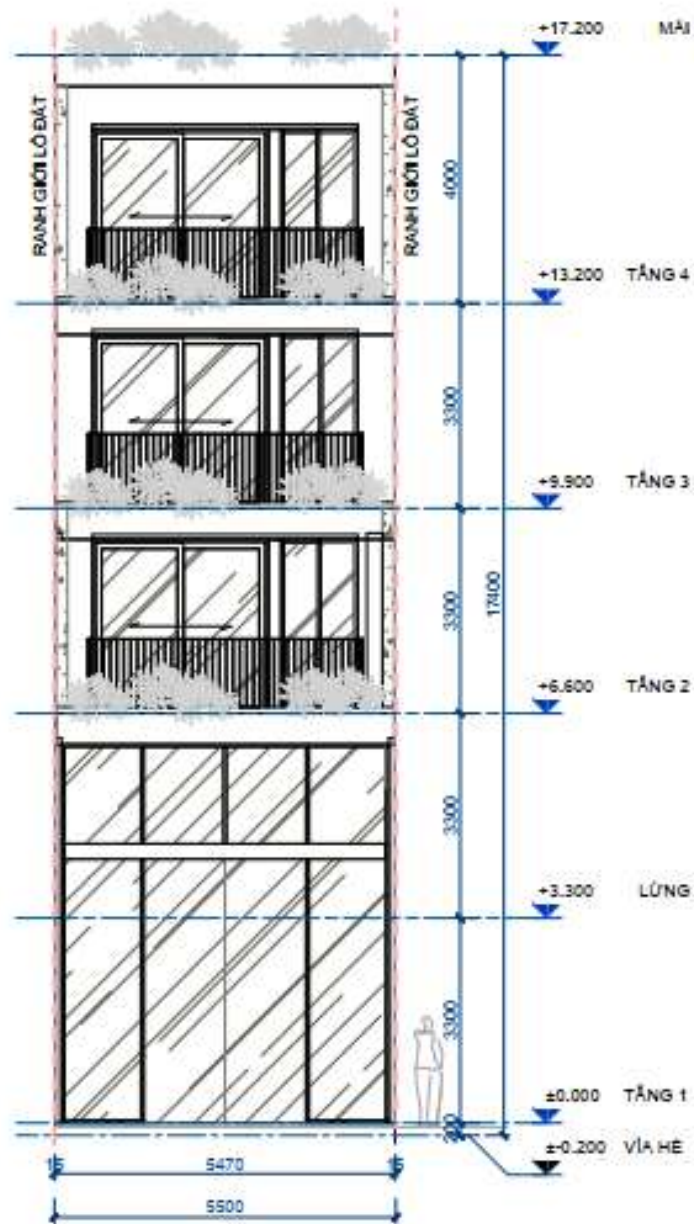 +17.200 MÁI
RANH GIỚI LÔ ĐẤT
RANH GIỚI LÔ ĐẤT
4000
+13.200 TẦNG 4
3300
+9.900 TẦNG 3
3300
17400
+6.600 TẦNG 2
3300
+3.300 LỬNG
3300
±0.000 TẦNG 1
200
±-0.200 VỈA HÈ
15 5470 15
5500